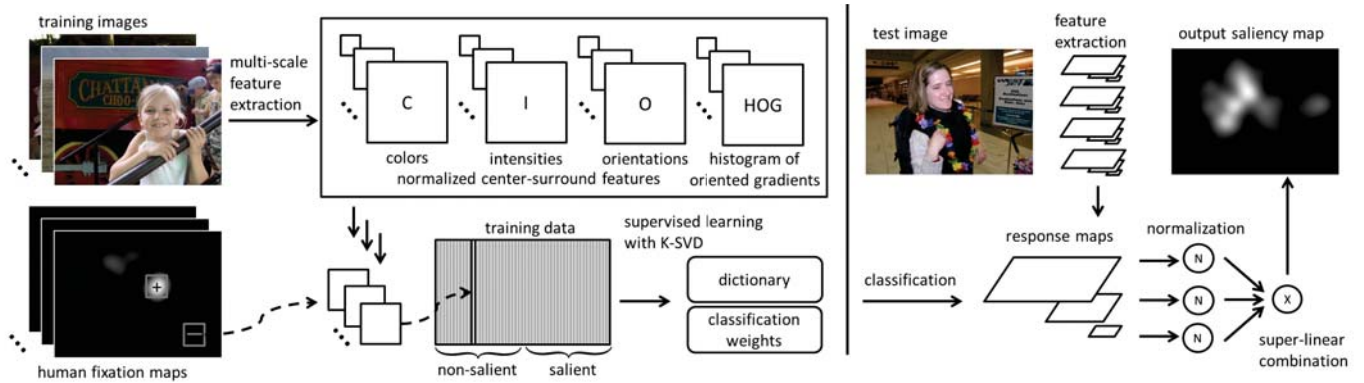 training images
CHATTAN
CHOO-C
multi-scale
feature
extraction
C
I
O
HOG
colors
intensities
orientations
histogram of
normalized center-surround features
oriented gradients
human fixation maps
+
−
training data
non-salient
salient
supervised learning
with K-SVD
dictionary
classification
weights
test image
feature
extraction
output saliency map
classification
response maps
normalization
N
N
N
X
super-linear
combination